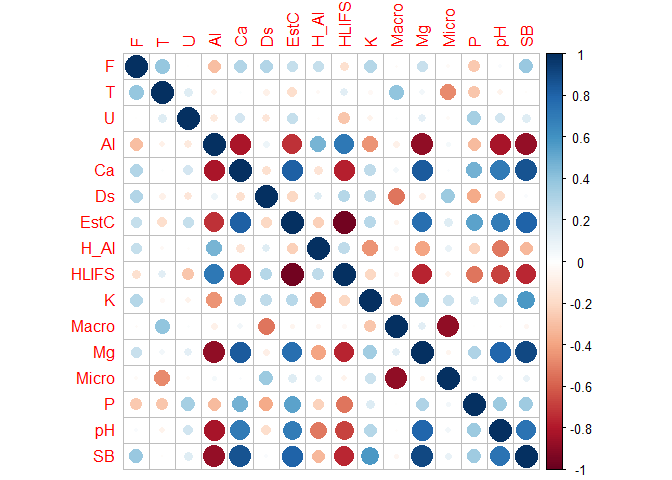 F T U Al Ca Ds EstC H_Al HLIFS K Macro Mg Micro P pH SB
F
T
U
Al
Ca
Ds
EstC
H_Al
HLIFS
K
Macro
Mg
Micro
P
pH
SB
1
0.8
0.6
0.4
0.2
0
-0.2
-0.4
-0.6
-0.8
-1